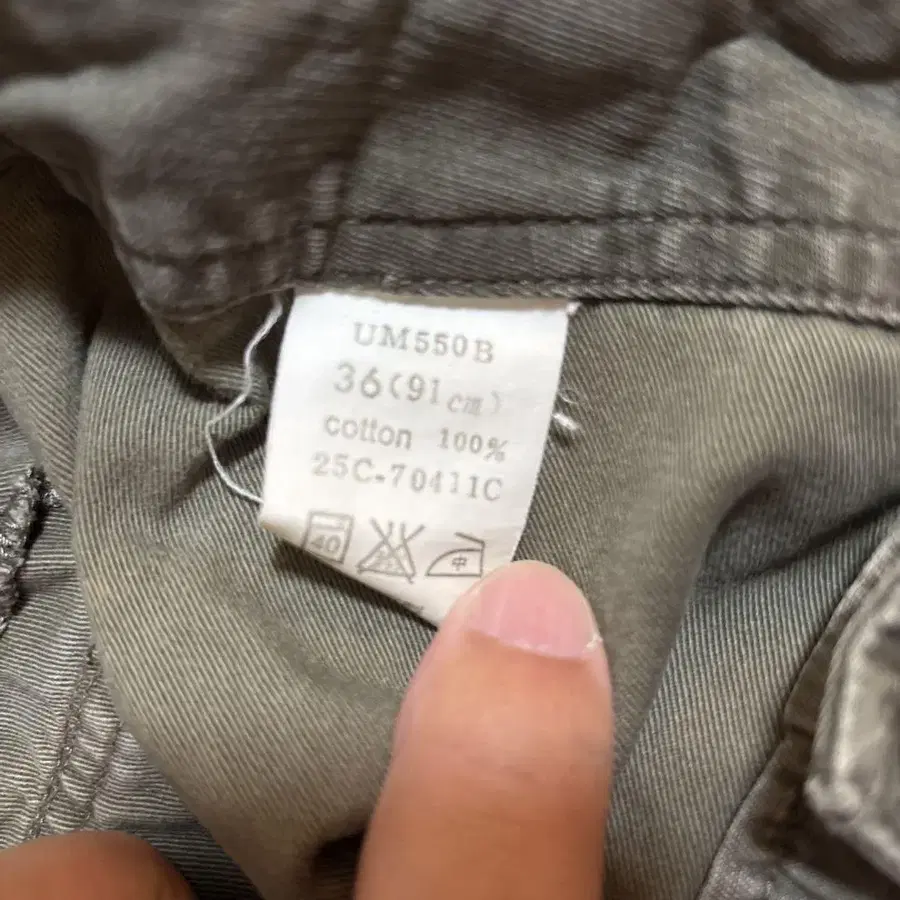 UM550B
36(91cm)
cotton 100%
25C-70411C
40 中